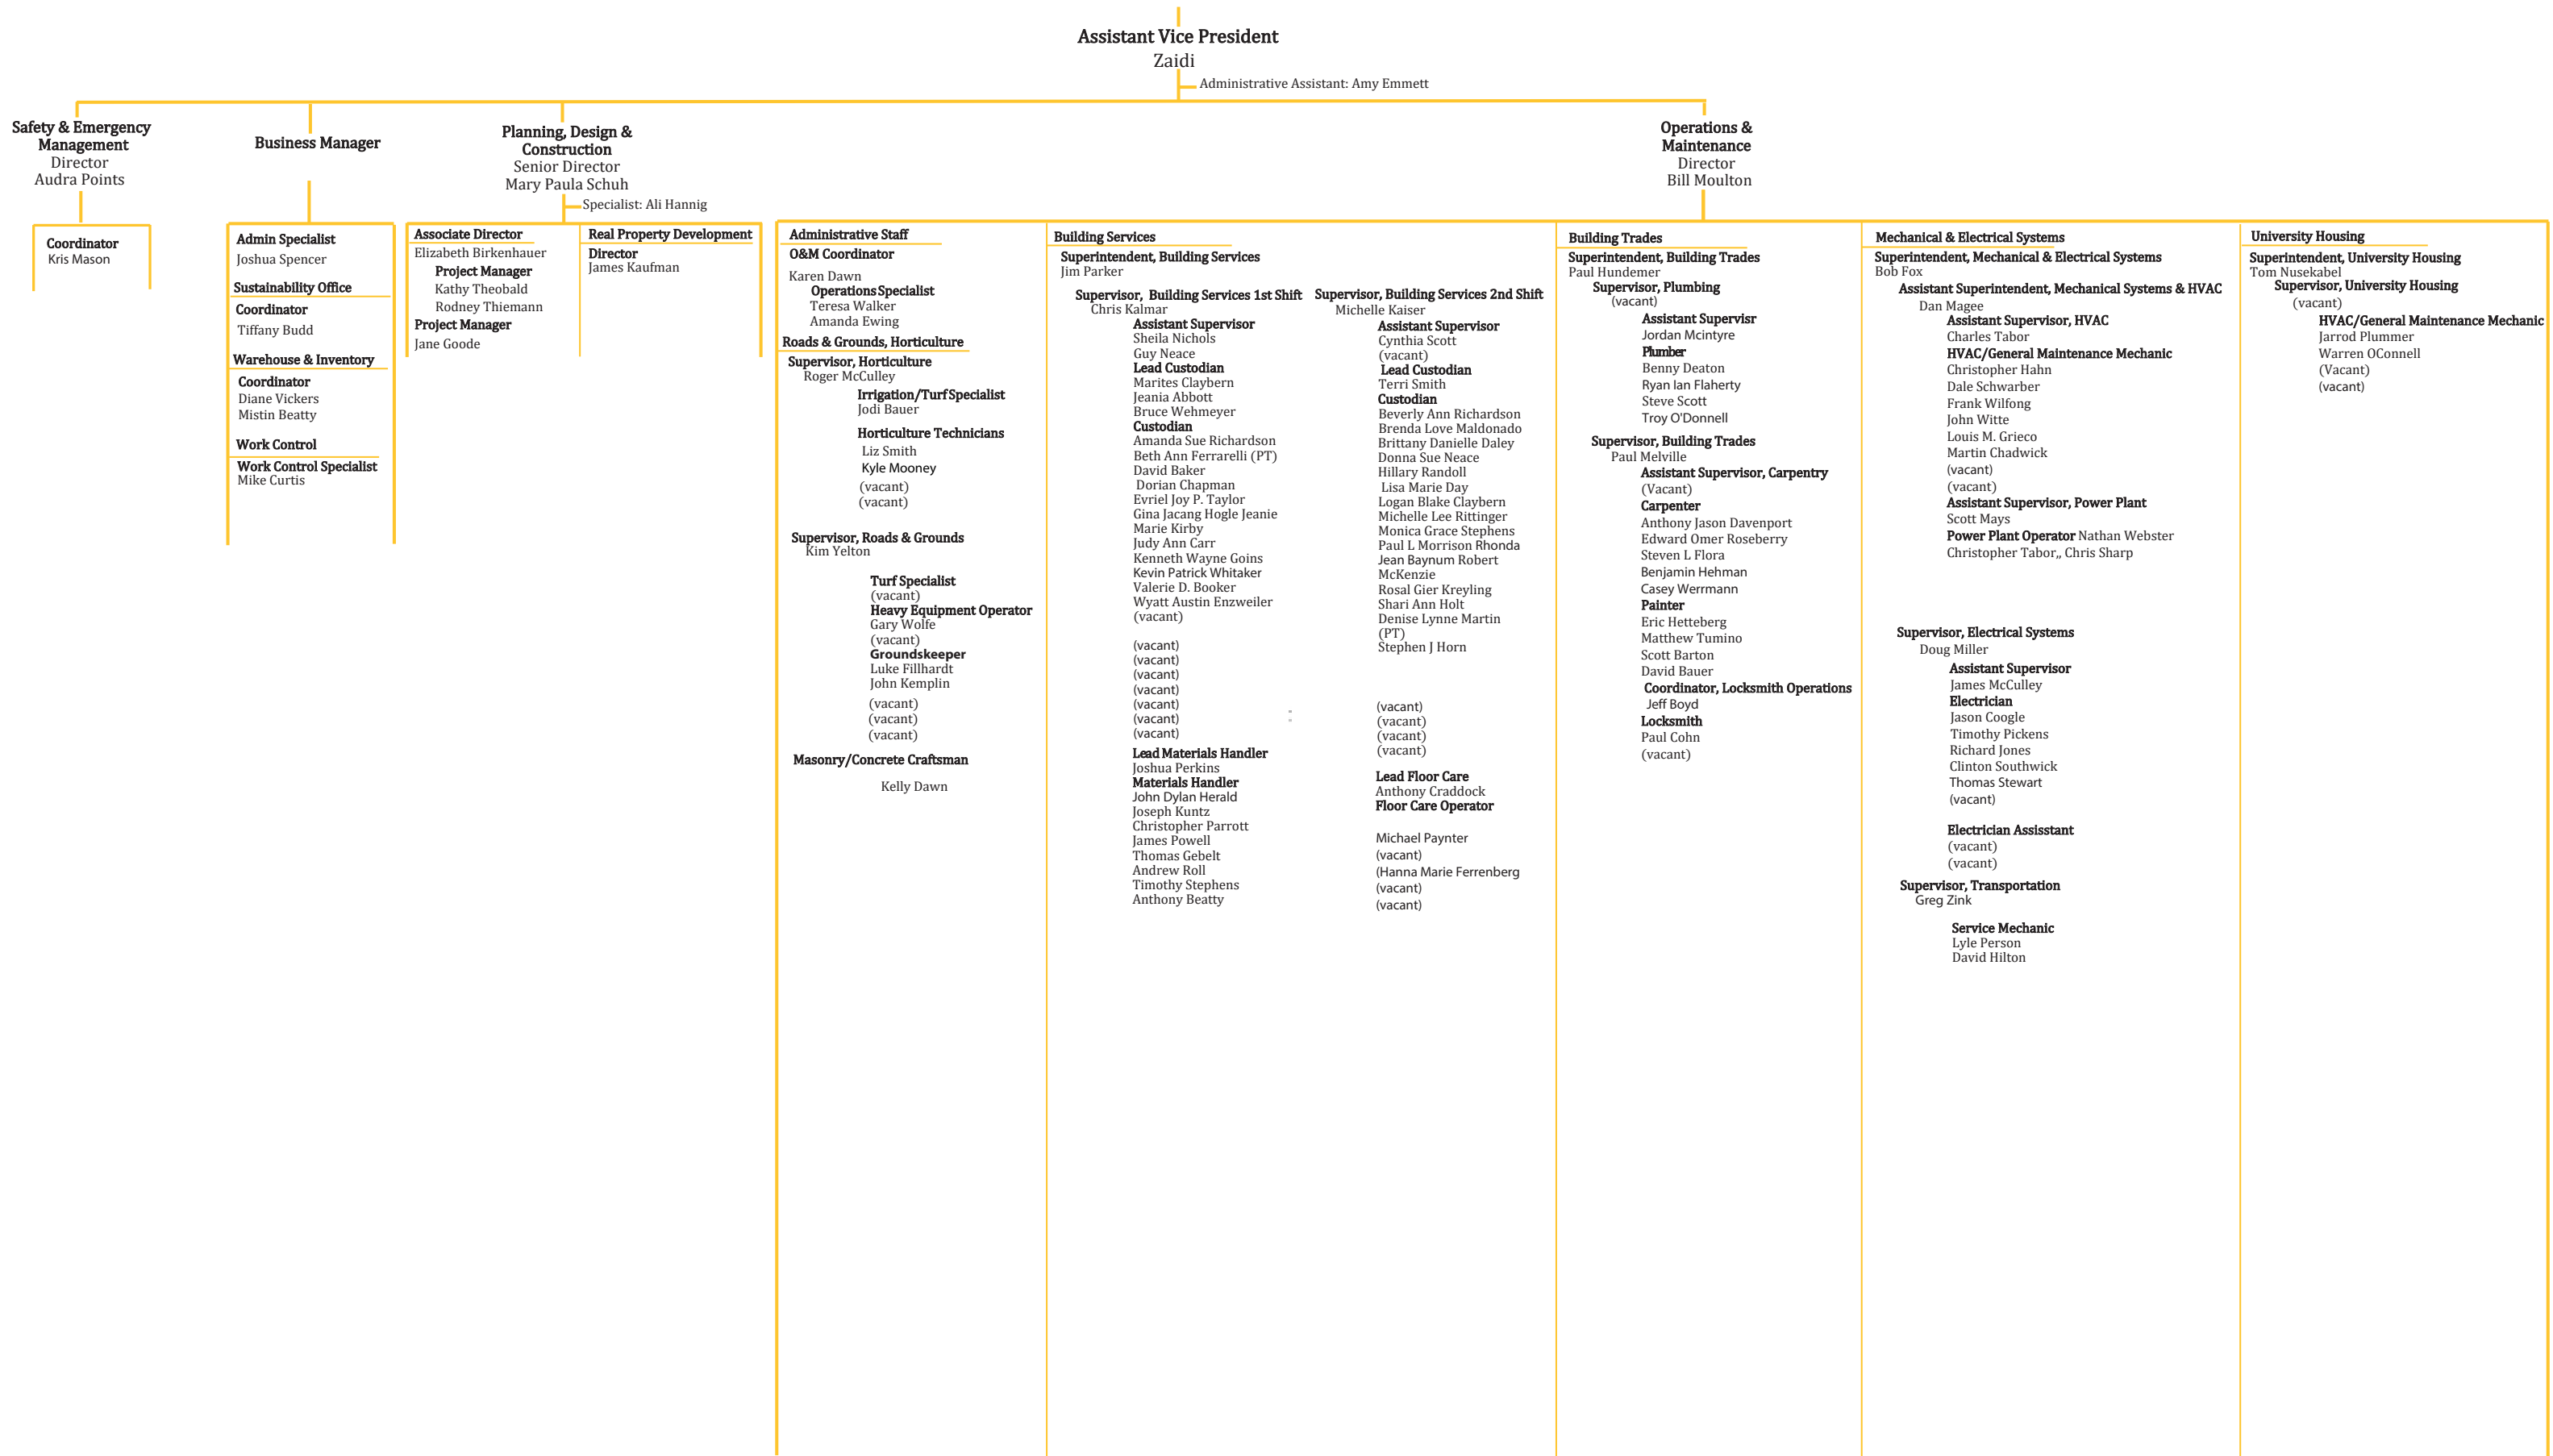 Assistant Vice President
Zaidi
Administrative Assistant: Amy Emmett
Safety & Emergency
Management
Director
Audra Points
Coordinator
Kris Mason
Business Manager
Admin Specialist
Joshua Spencer
Sustainability Office
Coordinator
Tiffany Budd
Warehouse & Inventory
Coordinator
Diane Vickers
Mistin Beatty
Work Control
Work Control Specialist
Mike Curtis
Planning, Design &
Construction
Senior Director
Mary Paula Schuh
Specialist: Ali Hannig
Associate Director
Elizabeth Birkenhauer
Project Manager
Kathy Theobald
Rodney Thiemann
Project Manager
Jane Goode
Real Property Development
Director
James Kaufman
Operations &
Maintenance
Director
Bill Moulton
Administrative Staff
O&M Coordinator
Karen Dawn
Operations Specialist
Teresa Walker
Amanda Ewing
Roads & Grounds, Horticulture
Supervisor, Horticulture
Roger McCulley
Irrigation/Turf Specialist
Jodi Bauer
Horticulture Technicians
Liz Smith
Kyle Mooney
(vacant)
(vacant)
Supervisor, Roads & Grounds
Kim Yelton
Turf Specialist
(vacant)
Heavy Equipment Operator
Gary Wolfe
(vacant)
Groundskeeper
Luke Fillhardt
John Kemplin
(vacant)
(vacant)
(vacant)
Masonry/Concrete Craftsman
Kelly Dawn
Building Services
Superintendent, Building Services
Jim Parker
Supervisor, Building Services 1st Shift
Chris Kalmar
Assistant Supervisor
Sheila Nichols
Guy Neace
Lead Custodian
Marites Claybern
Jeania Abbott
Bruce Wehmeyer
Custodian
Amanda Sue Richardson
Beth Ann Ferrarelli (PT)
David Baker
Dorian Chapman
Evriel Joy P. Taylor
Gina Jacang Hogle Jeanie
Marie Kirby
Judy Ann Carr
Kenneth Wayne Goins
Kevin Patrick Whitaker
Valerie D. Booker
Wyatt Austin Enzweiler
(vacant)
(vacant)
(vacant)
(vacant)
(vacant)
(vacant)
(vacant)
(vacant)
Lead Materials Handler
Joshua Perkins
Materials Handler
John Dylan Herald
Joseph Kuntz
Christopher Parrott
James Powell
Thomas Gebelt
Andrew Roll
Timothy Stephens
Anthony Beatty
Supervisor, Building Services 2nd Shift
Michelle Kaiser
Assistant Supervisor
Cynthia Scott
(vacant)
Lead Custodian
Terri Smith
Custodian
Beverly Ann Richardson
Brenda Love Maldonado
Brittany Danielle Daley
Donna Sue Neace
Hillary Randoll
Lisa Marie Day
Logan Blake Claybern
Michelle Lee Rittinger
Monica Grace Stephens
Paul L Morrison Rhonda
Jean Baynum Robert
McKenzie
Rosal Gier Kreyling
Shari Ann Holt
Denise Lynne Martin
(PT)
Stephen J Horn
(vacant)
(vacant)
(vacant)
(vacant)
Lead Floor Care
Anthony Craddock
Floor Care Operator
Michael Paynter
(vacant)
(Hanna Marie Ferrenberg
(vacant)
(vacant)
Building Trades
Superintendent, Building Trades
Paul Hundemer
Supervisor, Plumbing
(vacant)
Assistant Supervisr
Jordan Mcintyre
Plumber
Benny Deaton
Ryan Ian Flaherty
Steve Scott
Troy O'Donnell
Supervisor, Building Trades
Paul Melville
Assistant Supervisor, Carpentry
(Vacant)
Carpenter
Anthony Jason Davenport
Edward Omer Roseberry
Steven L Flora
Benjamin Hehman
Casey Werrmann
Painter
Eric Hetteberg
Matthew Tumino
Scott Barton
David Bauer
Coordinator, Locksmith Operations
Jeff Boyd
Locksmith
Paul Cohn
(vacant)
Mechanical & Electrical Systems
Superintendent, Mechanical & Electrical Systems
Bob Fox
Assistant Superintendent, Mechanical Systems & HVAC
Dan Magee
Assistant Supervisor, HVAC
Charles Tabor
HVAC/General Maintenance Mechanic
Christopher Hahn
Dale Schwarber
Frank Wilfong
John Witte
Louis M. Grieco
Martin Chadwick
(vacant)
(vacant)
Assistant Supervisor, Power Plant
Scott Mays
Power Plant Operator Nathan Webster
Christopher Tabor,, Chris Sharp
Supervisor, Electrical Systems
Doug Miller
Assistant Supervisor
James McCulley
Electrician
Jason Coogle
Timothy Pickens
Richard Jones
Clinton Southwick
Thomas Stewart
(vacant)
Electrician Assisstant
(vacant)
(vacant)
Supervisor, Transportation
Greg Zink
Service Mechanic
Lyle Person
David Hilton
University Housing
Superintendent, University Housing
Tom Nusekabel
Supervisor, University Housing
(vacant)
HVAC/General Maintenance Mechanic
Jarrod Plummer
Warren OConnell
(Vacant)
(vacant)